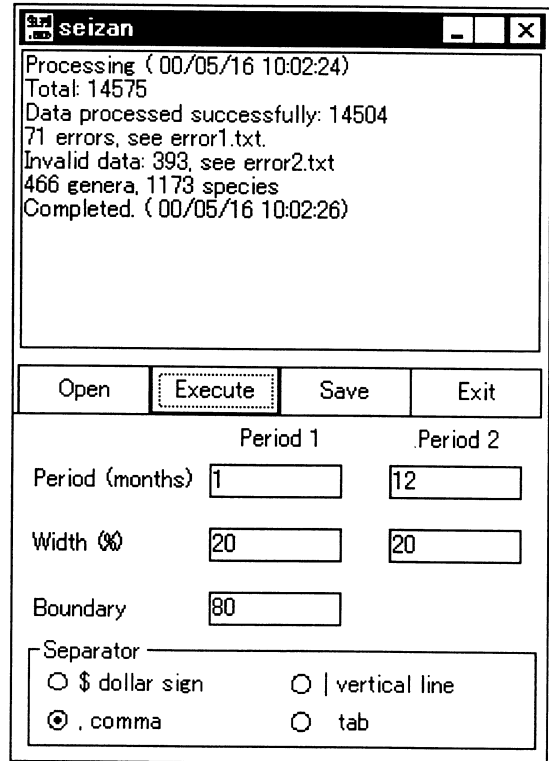 seizan
Processing ( 00/05/16 10:02:24)
Total: 14575
Data processed successfully: 14504
71 errors, see error1.txt.
Invalid data: 393, see error2.txt
466 genera, 1173 species
Completed. ( 00/05/16 10:02:26)
Open Execute Save Exit
Period 1 .Period 2
Period (months) 1 12
Width (%) 20 20
Boundary 80
Separator
$ dollar sign | vertical line
, comma tab